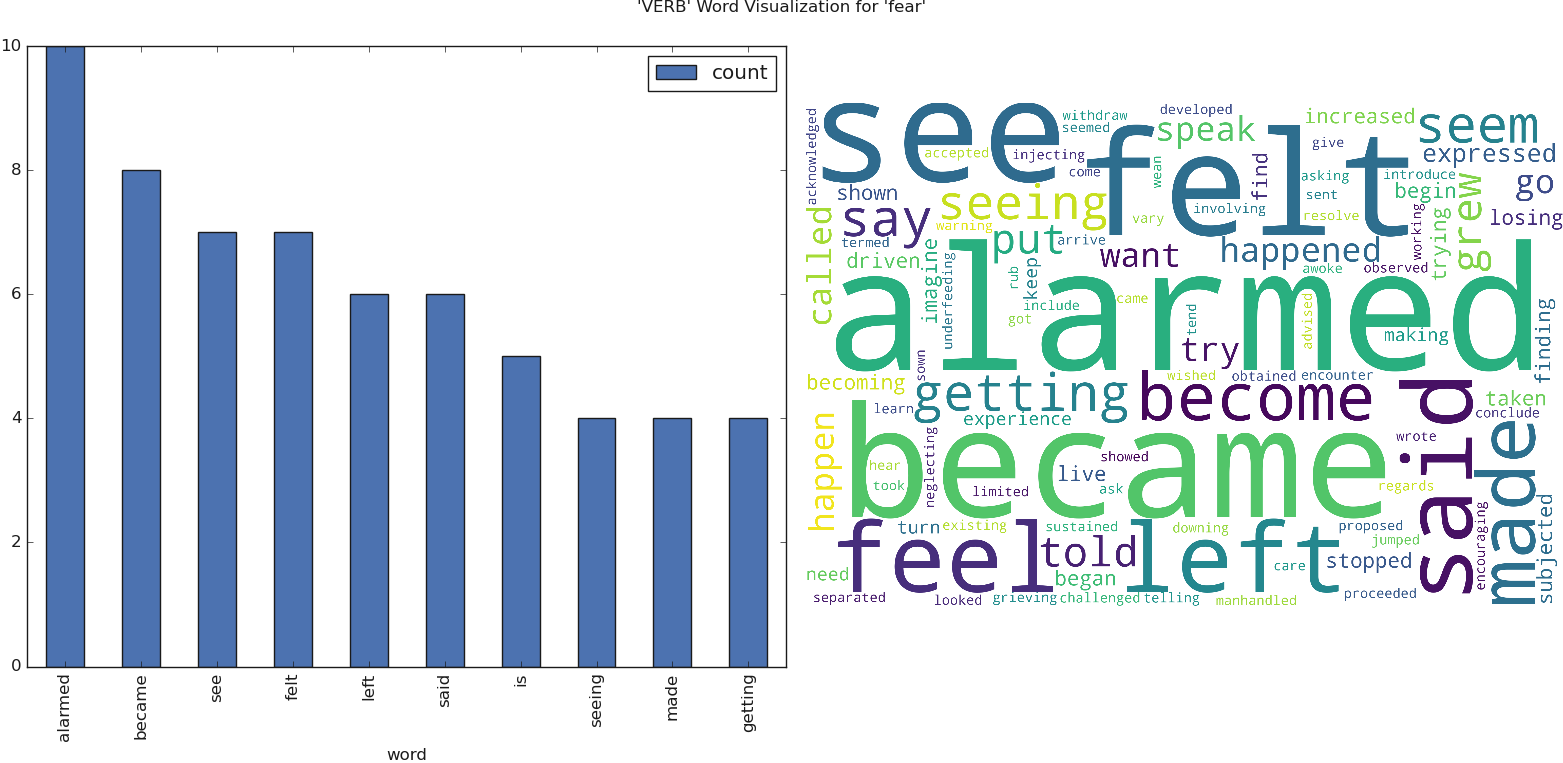 'VERB' Word Visualization for 'fear'
10
8
6
4
2
0
count
alarmed
became
see
felt
left
said
is
seeing
made
getting
word
acknowledged
see
withdraw
seemed
developed
speak
increased
seem
accepted
injecting
come
felt
wean
find
give
expressed
shown
seeing
involving
asking
sent
introduce
begin
go
say
warning
vary
resolve
working
grew
losing
called
termed
put
arrive
want
happened
trying
driven
imagine
underfeeding
rub
keep
awoke
observed
alarmed
include
got
came
tend
advised
making
finding
try
sown
becoming
getting
wished
obtained
encounter
become
said
taken
learn
experience
conclude
happen
became
neglecting
showed
wrote
made
hear
took
live
limited
ask
regards
feel
turn
existing
sustained
left
downing
proposed
jumped
encouraging
subjected
told
stopped
need
began
care
separated
looked
grieving
challenged
telling
manhandled
proceeded